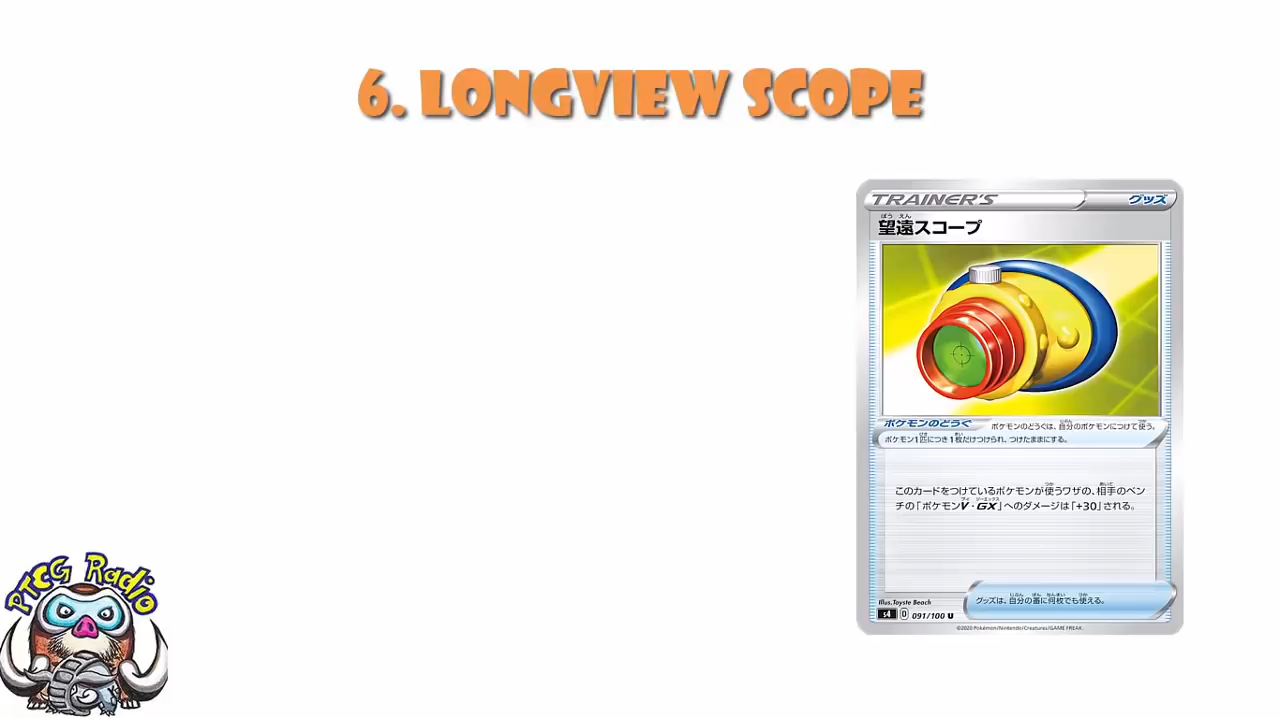 6. LONGVIEW SCOPE
TRAINER'S グッズ
ぼう えん
望遠スコープ
ポケモンのどうぐ ポケモンのどうぐは、自分のポケモンにつけて使う。
ポケモン1匹につき1枚だけつけられ、つけたままにする。
このカードをつけているポケモンが使うワザの、相手のベン
チの「ポケモンV・GX」へのダメージは「+30」される。
Illus.Toyste Beach
グッズは、自分の番に何枚でも使える。
s4 D 091/100 U
©2020 Pokémon/Nintendo/Creatures/GAME FREAK.
PTCG Radio